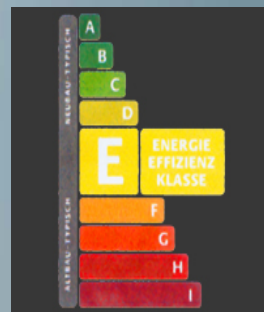 A
B
C
D
NEUBAU-TYPISCH
E
ENERGIE
EFFIZIENZ
KLASSE
ALTBAU-TYPISCH
F
G
H
I